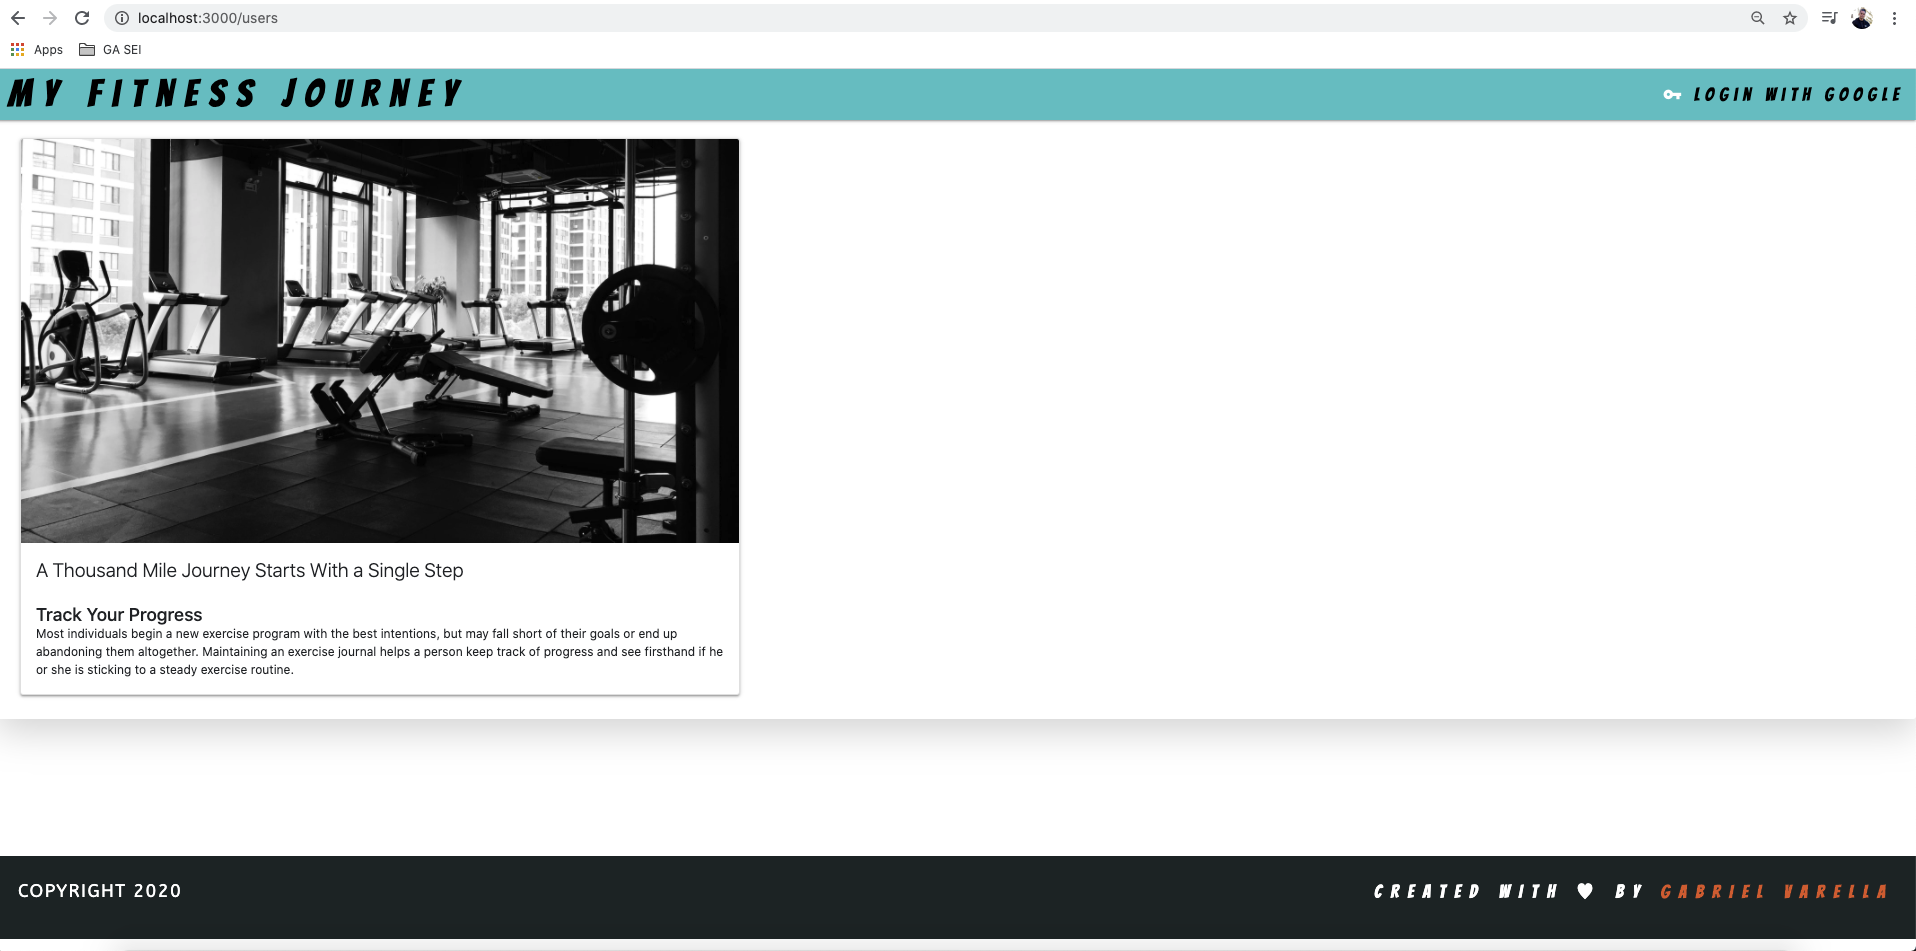 localhost:3000/users
Apps GA SEI
MY FITNESS JOURNEY
LOGIN WITH GOOGLE
A Thousand Mile Journey Starts With a Single Step
Track Your Progress
Most individuals begin a new exercise program with the best intentions, but may fall short of their goals or end up
abandoning them altogether. Maintaining an exercise journal helps a person keep track of progress and see firsthand if he
or she is sticking to a steady exercise routine.
COPYRIGHT 2020
CREATED WITH ♥ BY GABRIEL VARELLA